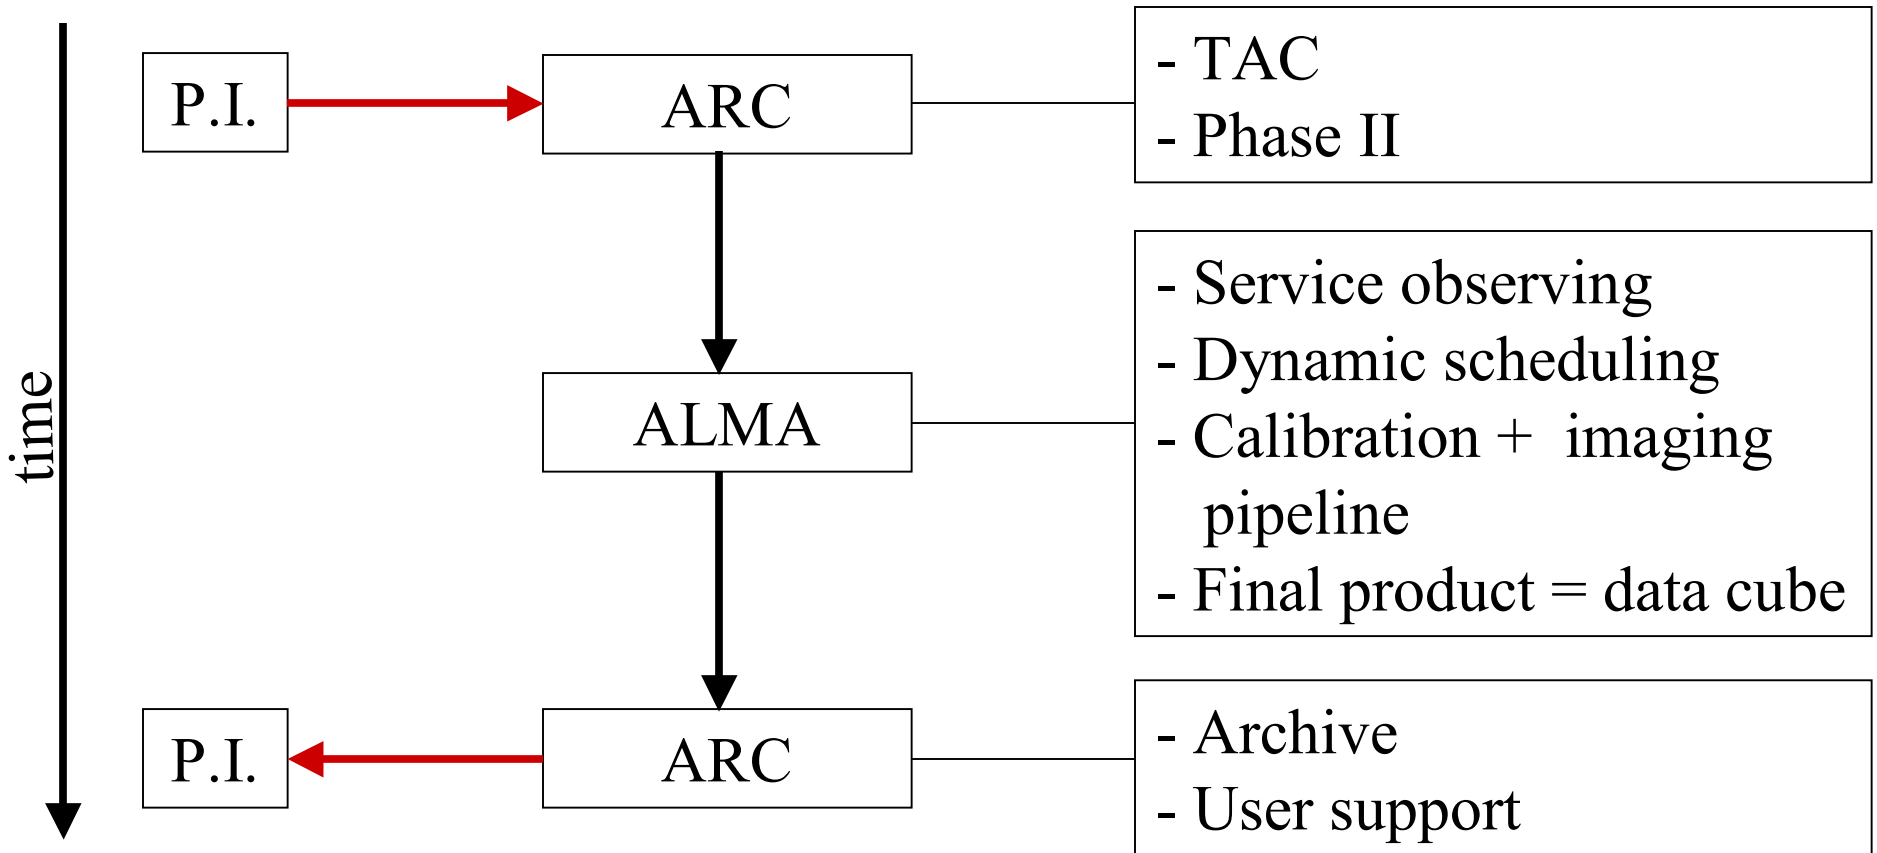 time
P.I.
ARC
- TAC
- Phase II
ALMA
- Service observing
- Dynamic scheduling
- Calibration + imaging
pipeline
- Final product = data cube
P.I.
ARC
- Archive
- User support